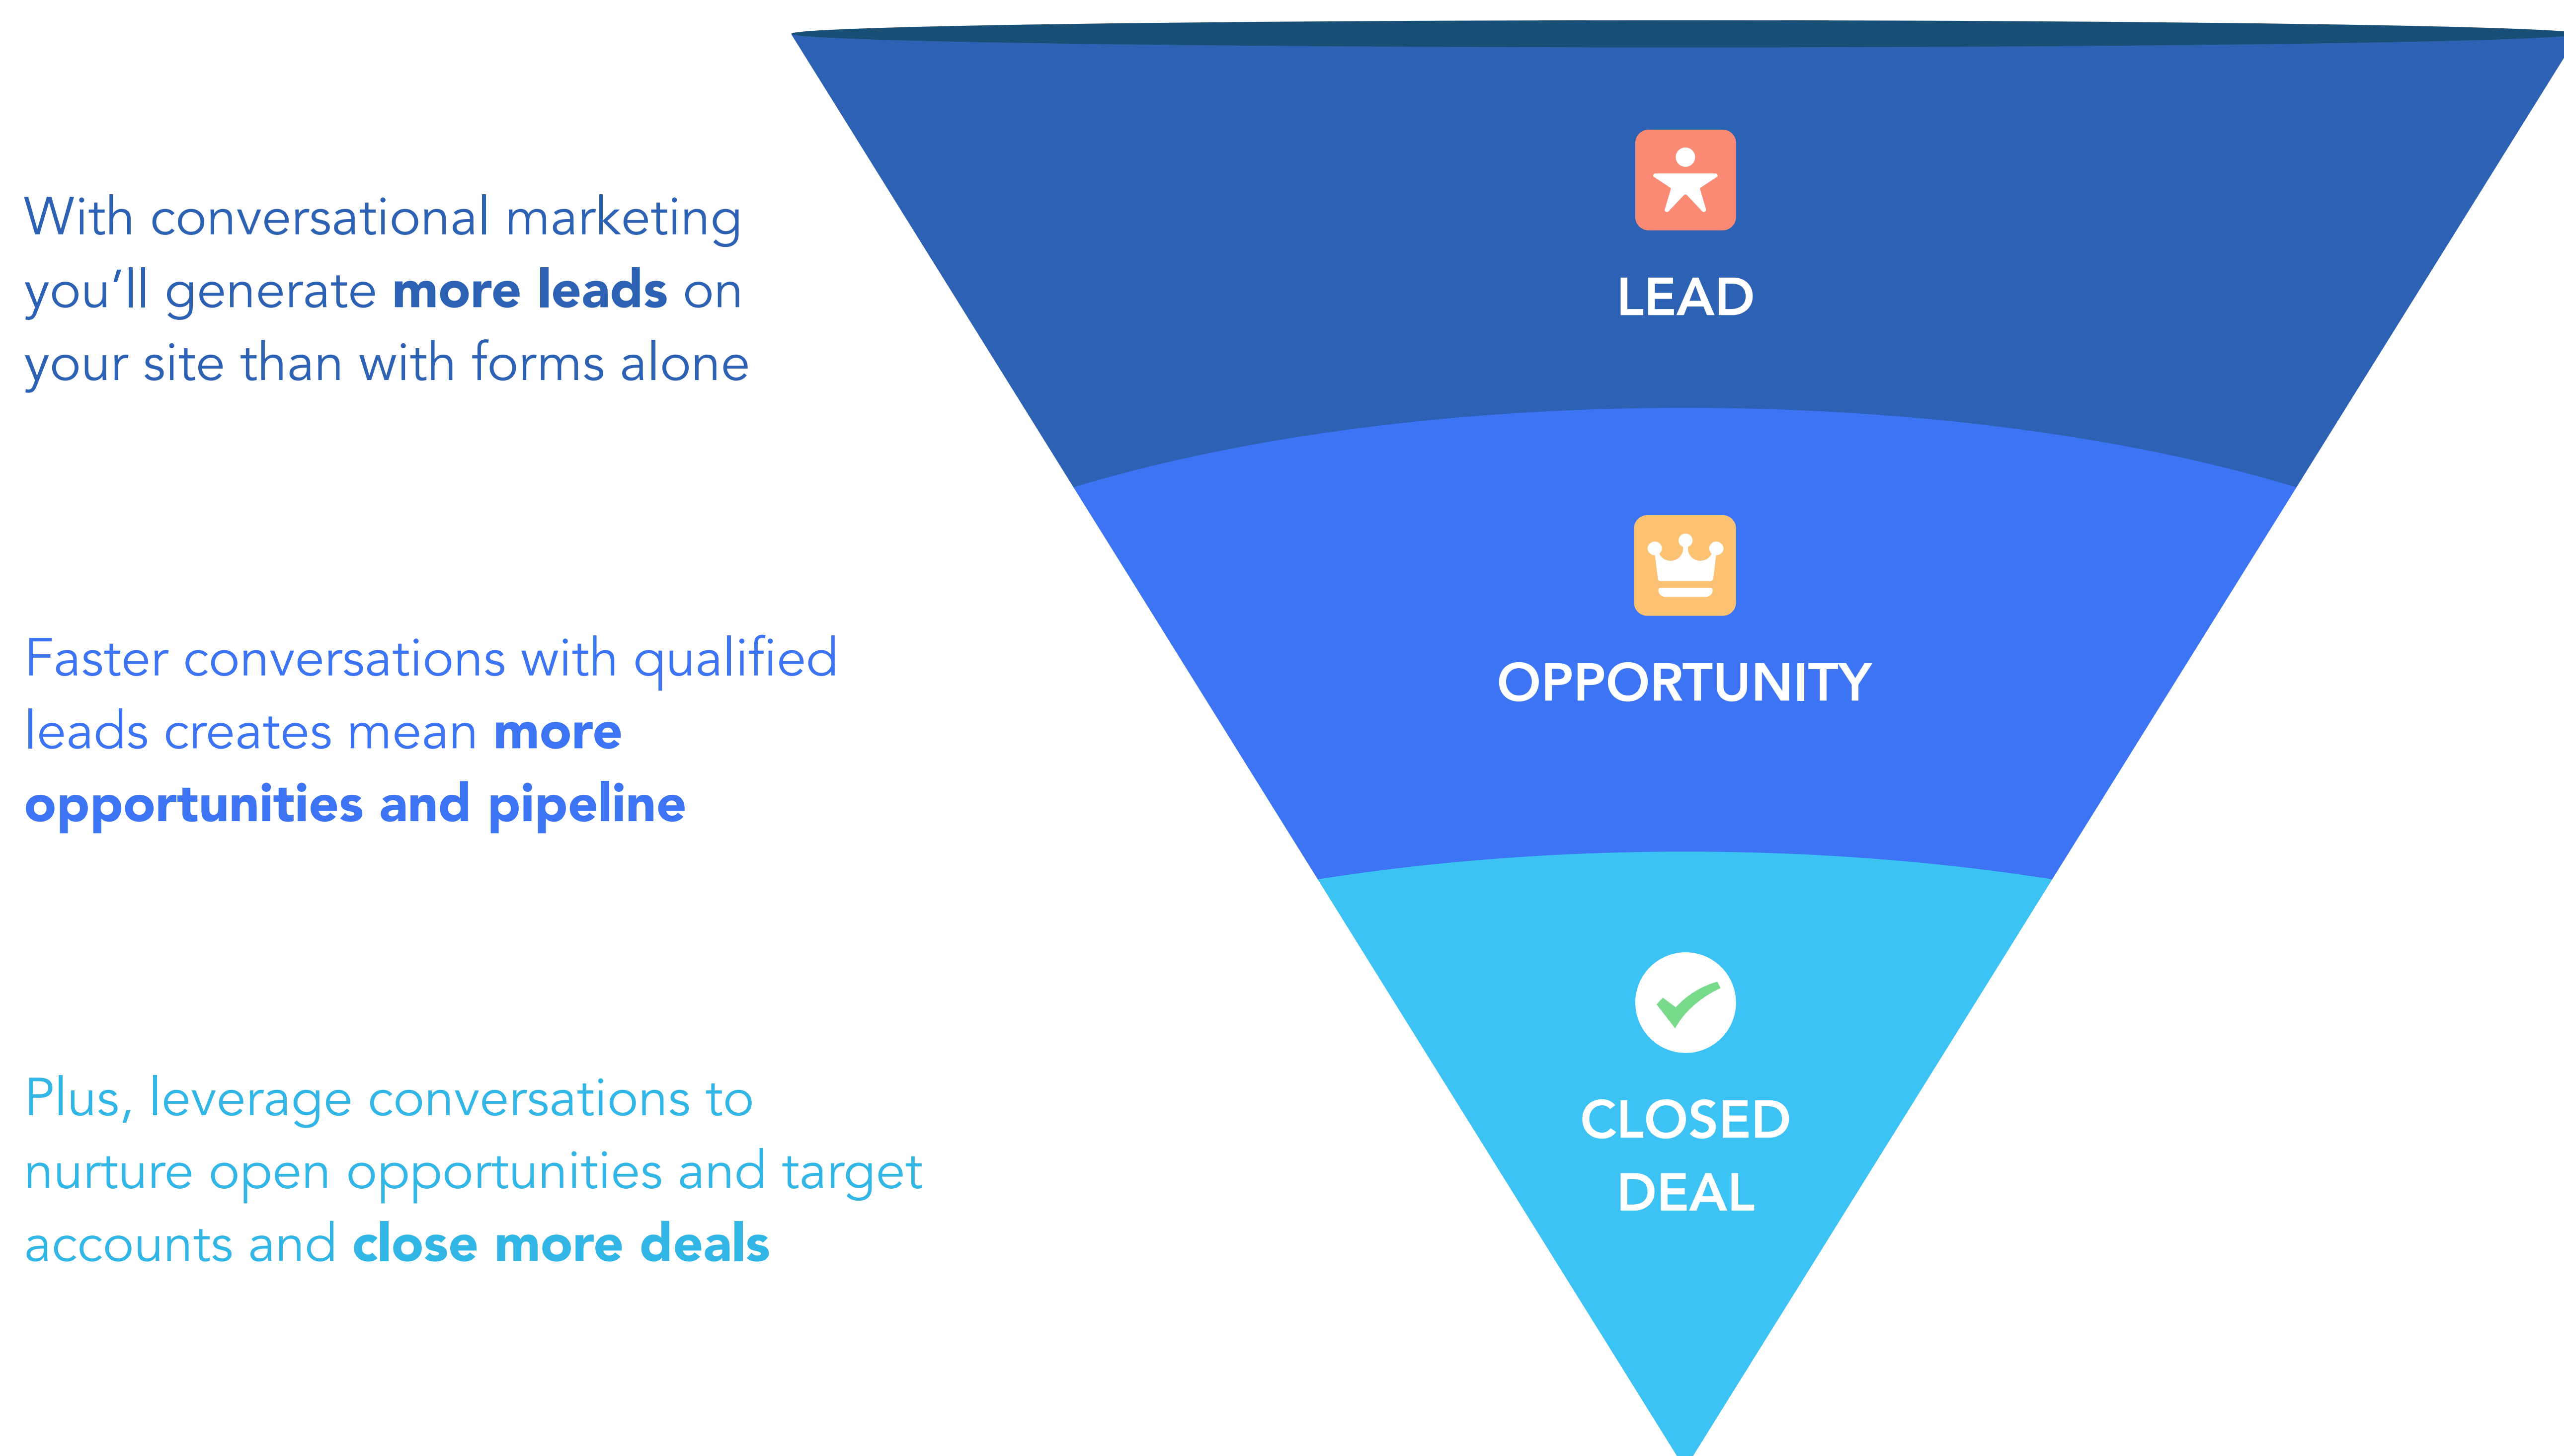 With conversational marketing
you’ll generate more leads on
your site than with forms alone
LEAD
Faster conversations with qualified
leads creates mean more
opportunities and pipeline
OPPORTUNITY
Plus, leverage conversations to
nurture open opportunities and target
accounts and close more deals
CLOSED
DEAL